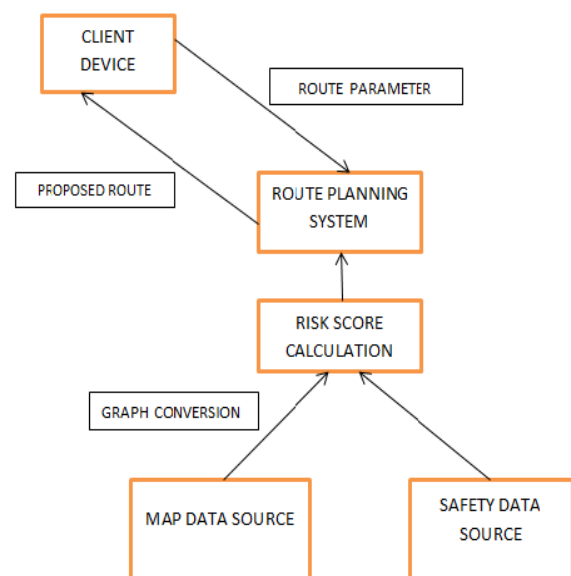 CLIENT
DEVICE
ROUTE PARAMETER
PROPOSED ROUTE
ROUTE PLANNING
SYSTEM
RISK SCORE
CALCULATION
GRAPH CONVERSION
MAP DATA SOURCE
SAFETY DATA
SOURCE